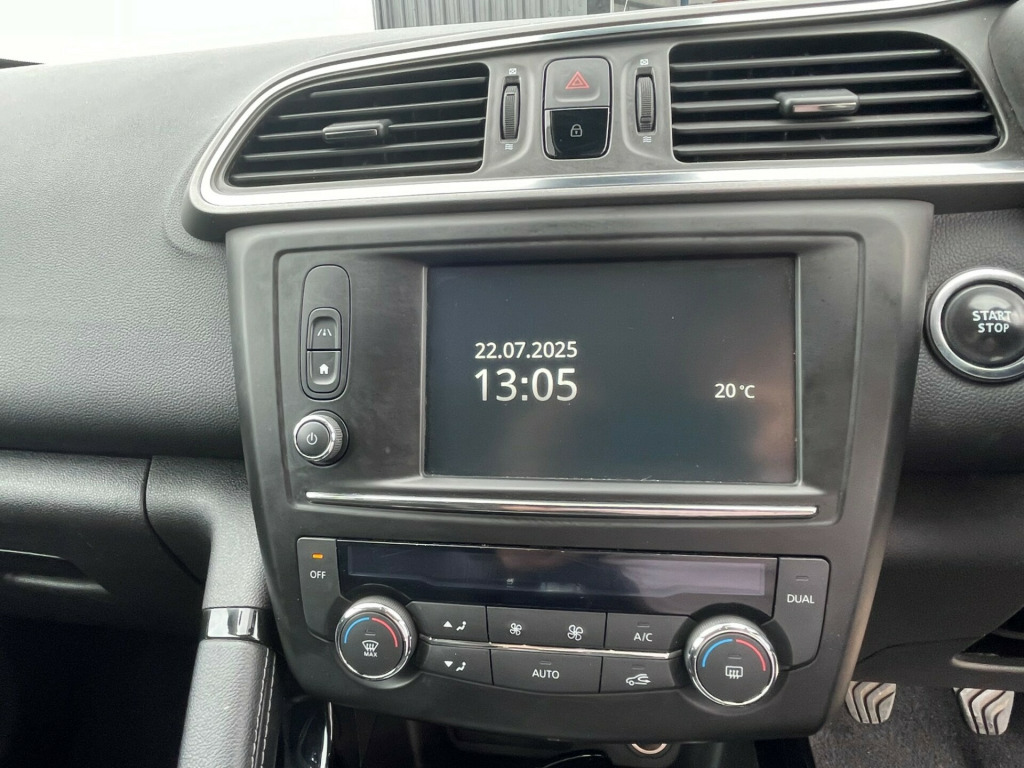 START
STOP
22.07.2025
13:05
20°C
OFF
DUAL
MAX
A/C
AUTO